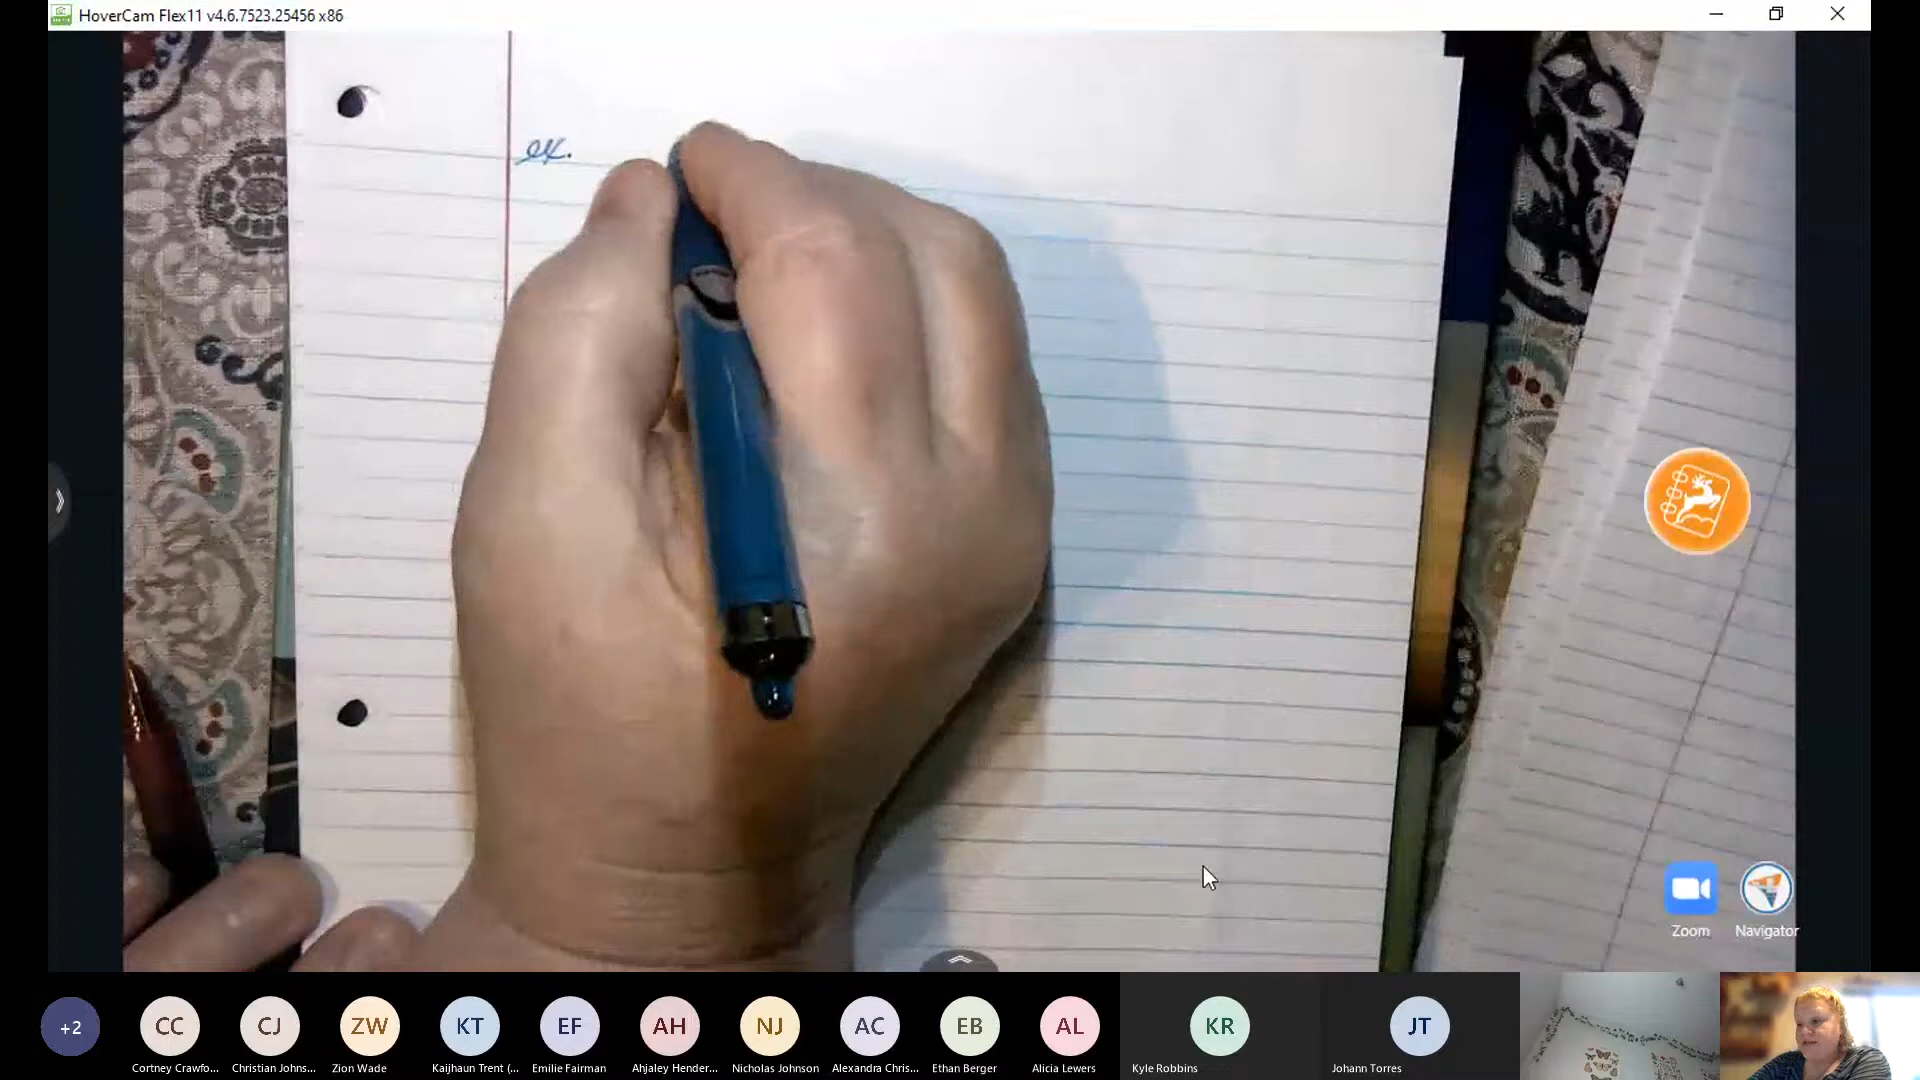 HoverCam Flex11 v4.6.7523.25456 x86
ex.
Zoom
Navigator
+2
CC
CJ
ZW
KT
EF
AH
NJ
AC
EB
AL
KR
JT
Cortney Crawfo...
Christian Johns...
Zion Wade
Kaijhaun Trent (...
Emilie Fairman
Ahjaley Hender...
Nicholas Johnson
Alexandra Chris...
Ethan Berger
Alicia Lewers
Kyle Robbins
Johann Torres